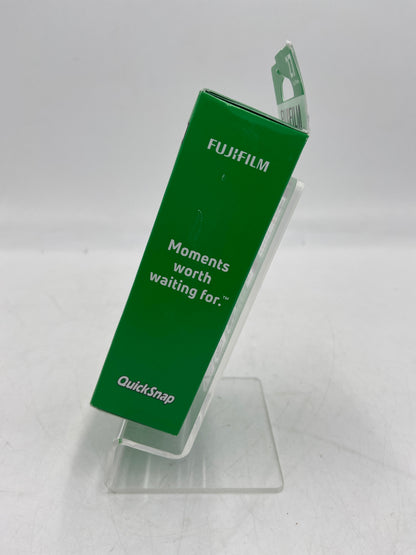 FUJIFILM
Moments
worth
waiting for.™
QuickSnap